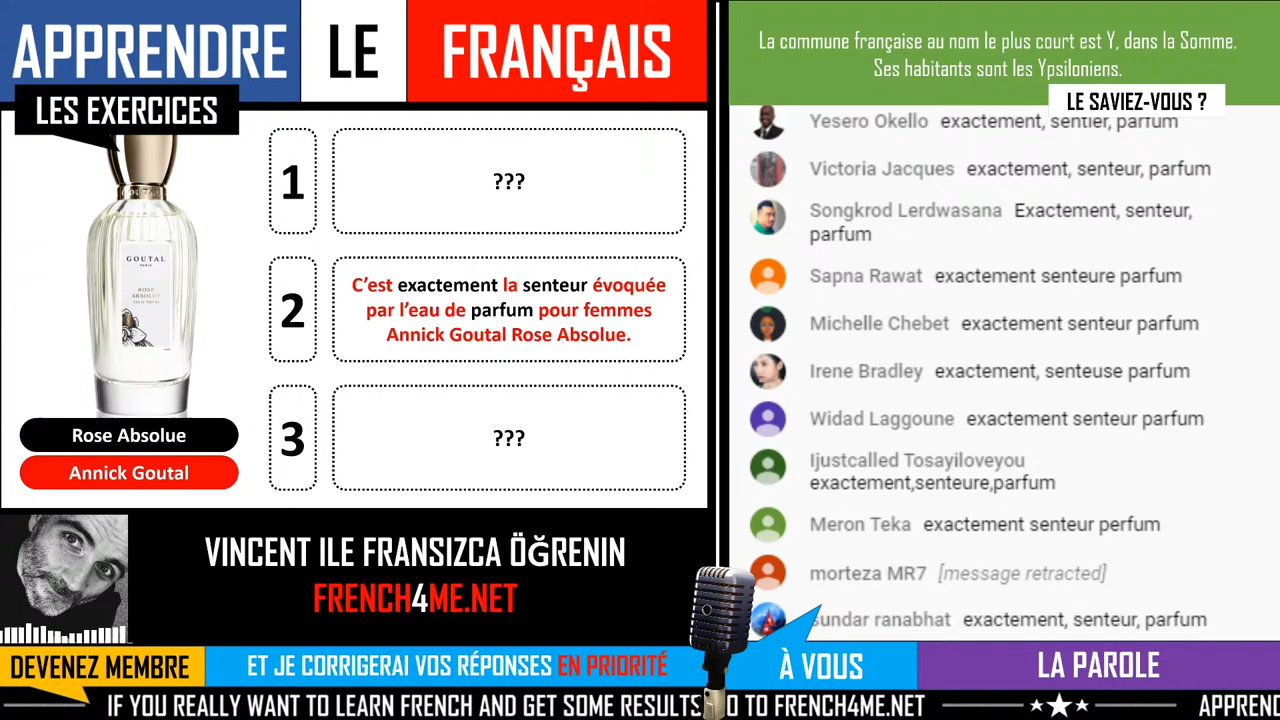 APPRENDRE LE FRANÇAIS
LES EXERCICES
GOUTAL
GOUTAL
PARIS
ROSE
ABSOLUE
Rose Absolue
Annick Goutal
1
???
2
C'est exactement la senteur évoquée
par l'eau de parfum pour femmes
Annick Goutal Rose Absolue.
3
???
VINCENT ILE FRANSIZCA ÖĞRENIN
FRENCH4ME.NET
La commune française au nom le plus court est Y, dans la Somme.
Ses habitants sont les Ypsiloniens.
LE SAVIEZ-VOUS ?
Yesero Okello exactement, sentier, parfum
Victoria Jacques exactement, senteur, parfum
Songkrod Lerdwasana Exactement, senteur,
parfum
Sapna Rawat exactement senteure parfum
Michelle Chebet exactement senteur parfum
Irene Bradley exactement, senteuse parfum
Widad Laggoune exactement senteur parfum
Ijustcalled Tosayiloveyou
exactement,senteure,parfum
Meron Teka exactement senteur perfum
morteza MR7 [message retracted]
sundar ranabhat exactement, senteur, parfum
DEVENEZ MEMBRE
ET JE CORRIGERAI VOS RÉPONSES EN PRIORITÉ
À VOUS
LA PAROLE
IF YOU REALLY WANT TO LEARN FRENCH AND GET SOME RESULTS O TO FRENCH4ME.NET
APPREN